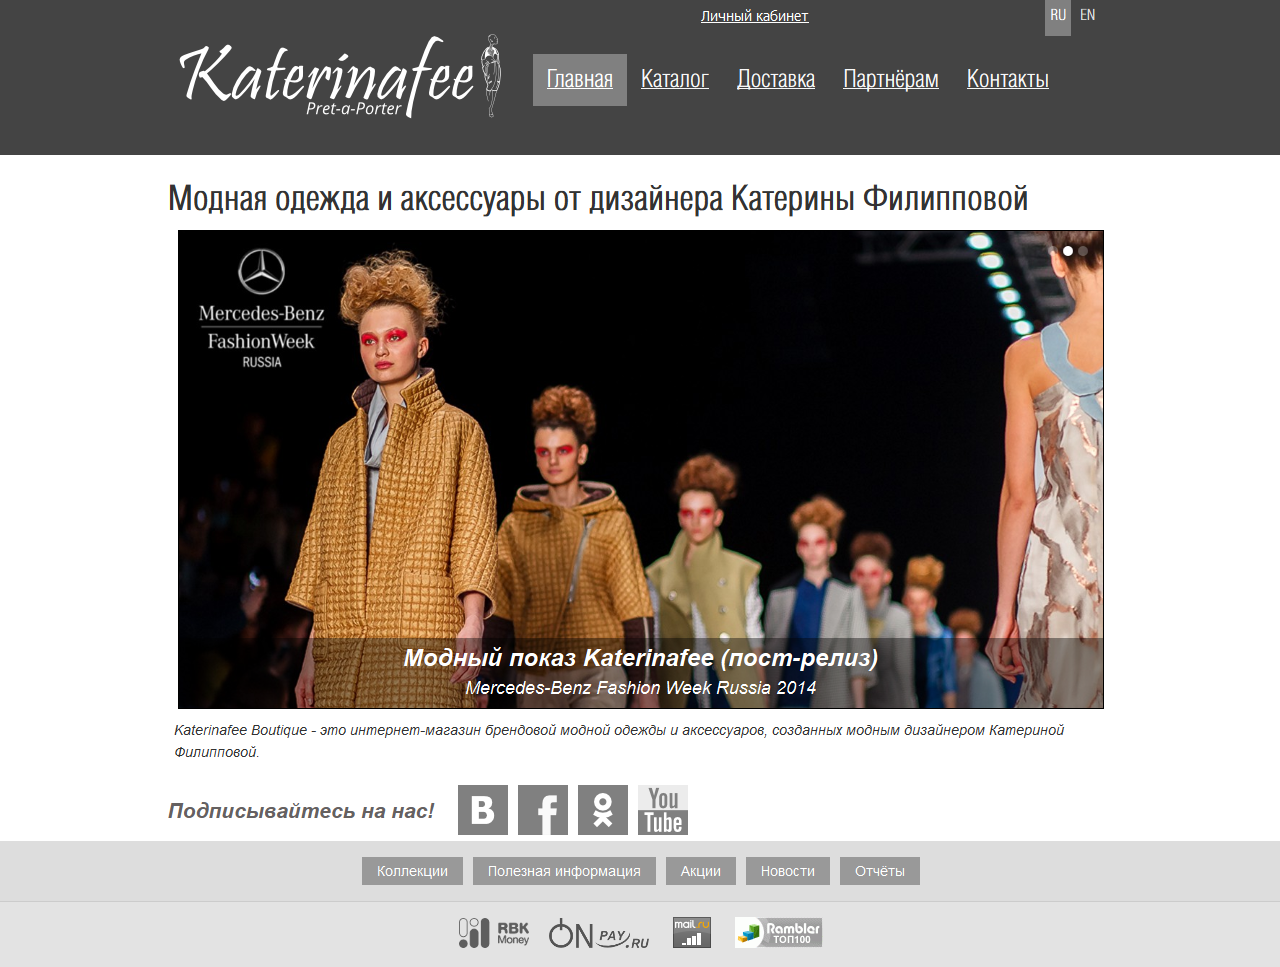 Личный кабинет
RU EN
Katerinafee
Pret-a-Porter
Главная Каталог Доставка Партнёрам Контакты
Модная одежда и аксессуары от дизайнера Катерины Филипповой
Mercedes-Benz
FashionWeek
RUSSIA
Модный показ Katerinafee (пост-релиз)
Mercedes-Benz Fashion Week Russia 2014
Katerinafee Boutique - это интернет-магазин брендовой модной одежды и аксессуаров, созданных модным дизайнером Катериной
Филипповой.
Подписывайтесь на нас!
B f You
Tube
Коллекции Полезная информация Акции Новости Отчёты
RBK
Money
ONPAY.RU
mail.ru
Rambler
ТОП100